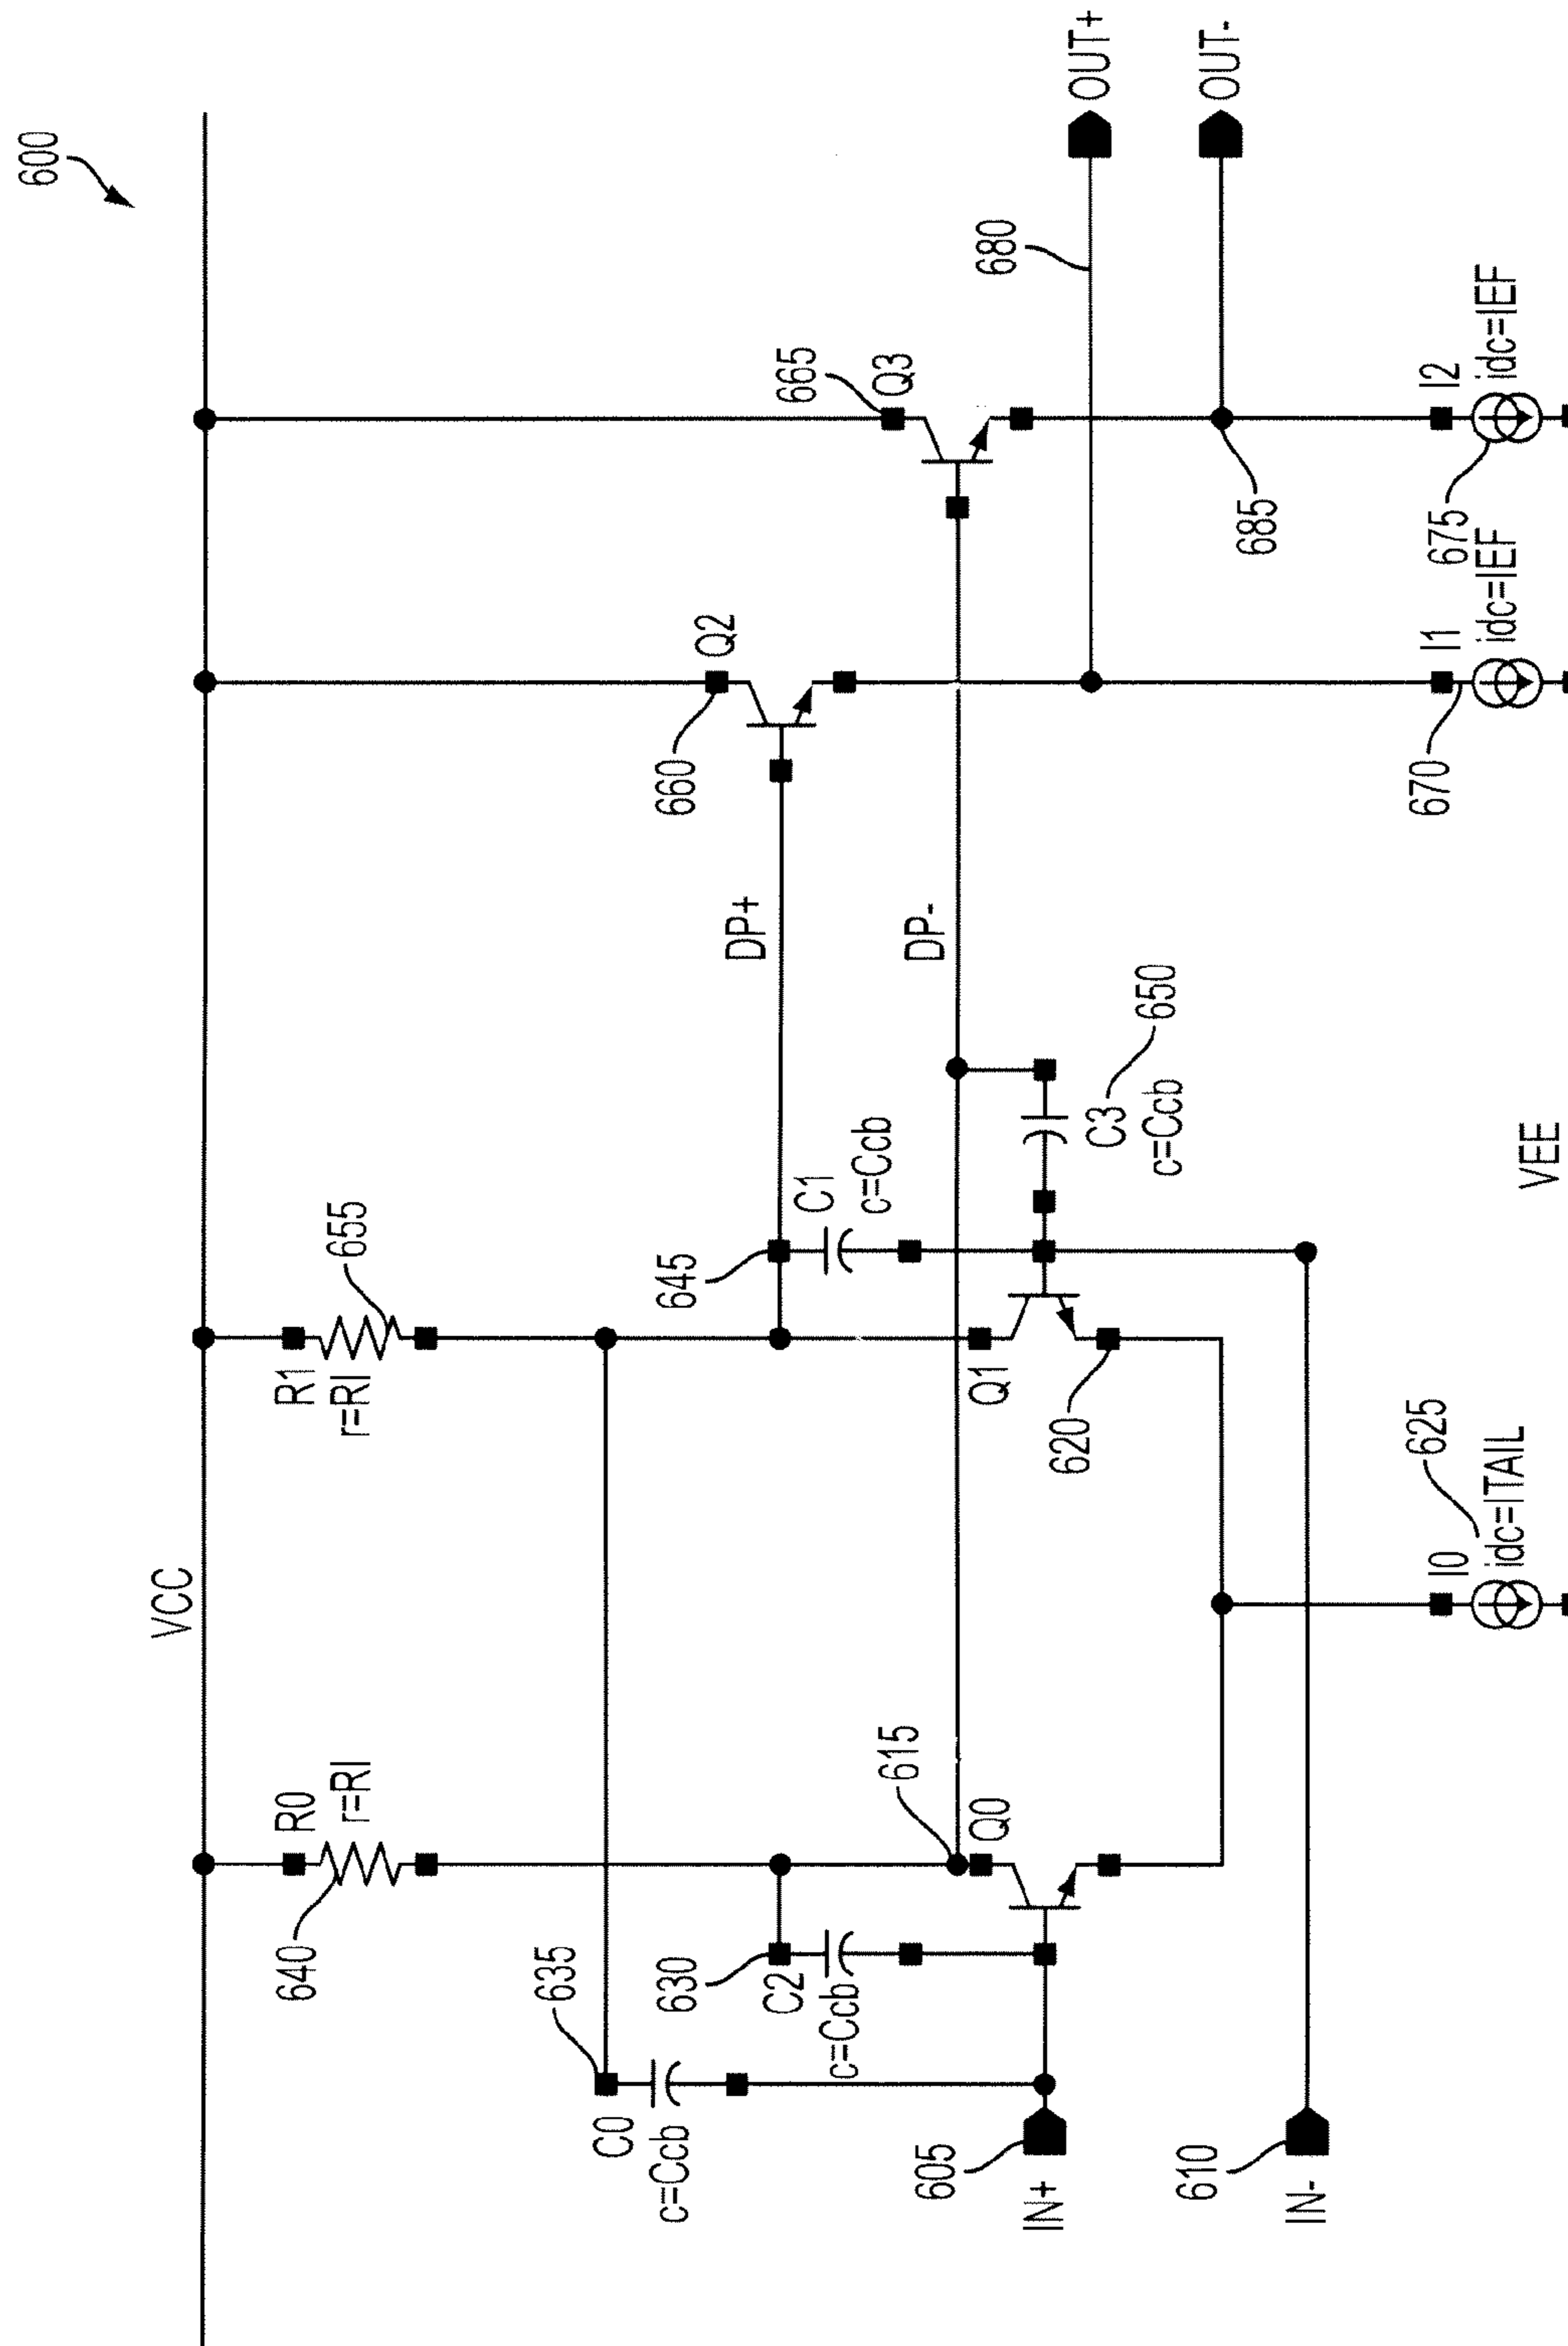 600
VCC
640
R0
r=RI
R1
r=RI
655
635
C0
c=Ccb
630
C2
c=Ccb
615
Q0
645
C1
c=Ccb
DP+
DP-
660
Q2
665
Q3
680
OUT+
OUT-
Q1
620
C3
650
c=Ccb
605
IN+
610
IN-
685
I0
625
idc=ITAIL
VEE
670
I1
idc=IEF
675
I2
idc=IEF